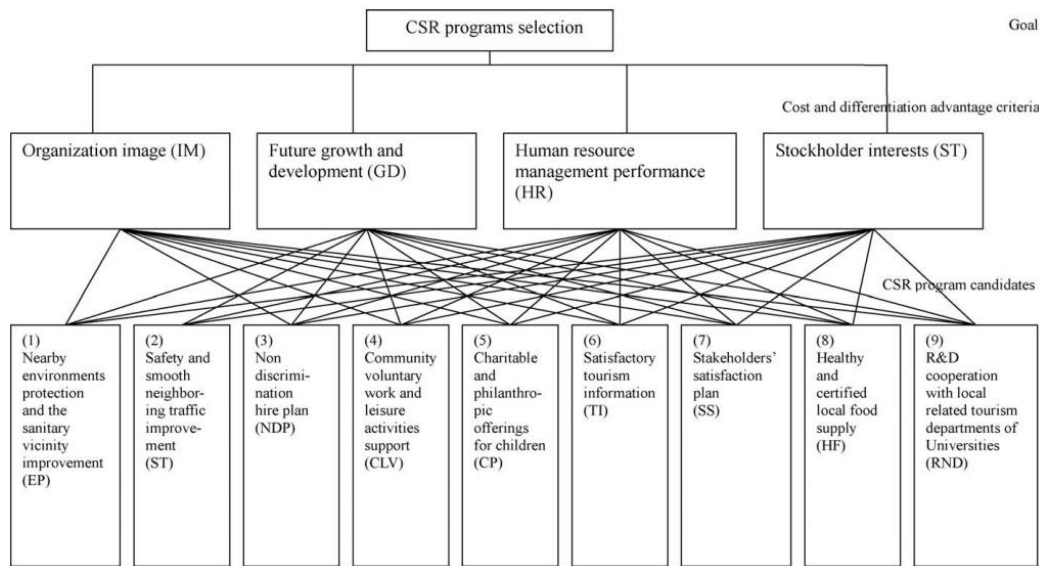 CSR programs selection
Goal
Cost and differentiation advantage criteria
Organization image (IM)
Future growth and
development (GD)
Human resource
management performance
(HR)
Stockholder interests (ST)
CSR program candidates
(1)
Nearby
environments
protection
and the
sanitary
vicinity
improvement
(EP)
(2)
Safety and
smooth
neighbor-
ing traffic
improve-
ment
(ST)
(3)
Non
discrimi-
nation
hire plan
(NDP)
(4)
Community
voluntary
work and
leisure
activities
support
(CLV)
(5)
Charitable
and
philanthro-
pic
offerings
for children
(CP)
(6)
Satisfactory
tourism
information
(TI)
(7)
Stakeholders’
satisfaction
plan
(SS)
(8)
Healthy
and
certified
local food
supply
(HF)
(9)
R&D
cooperation
with local
related tourism
departments of
Universities
(RND)